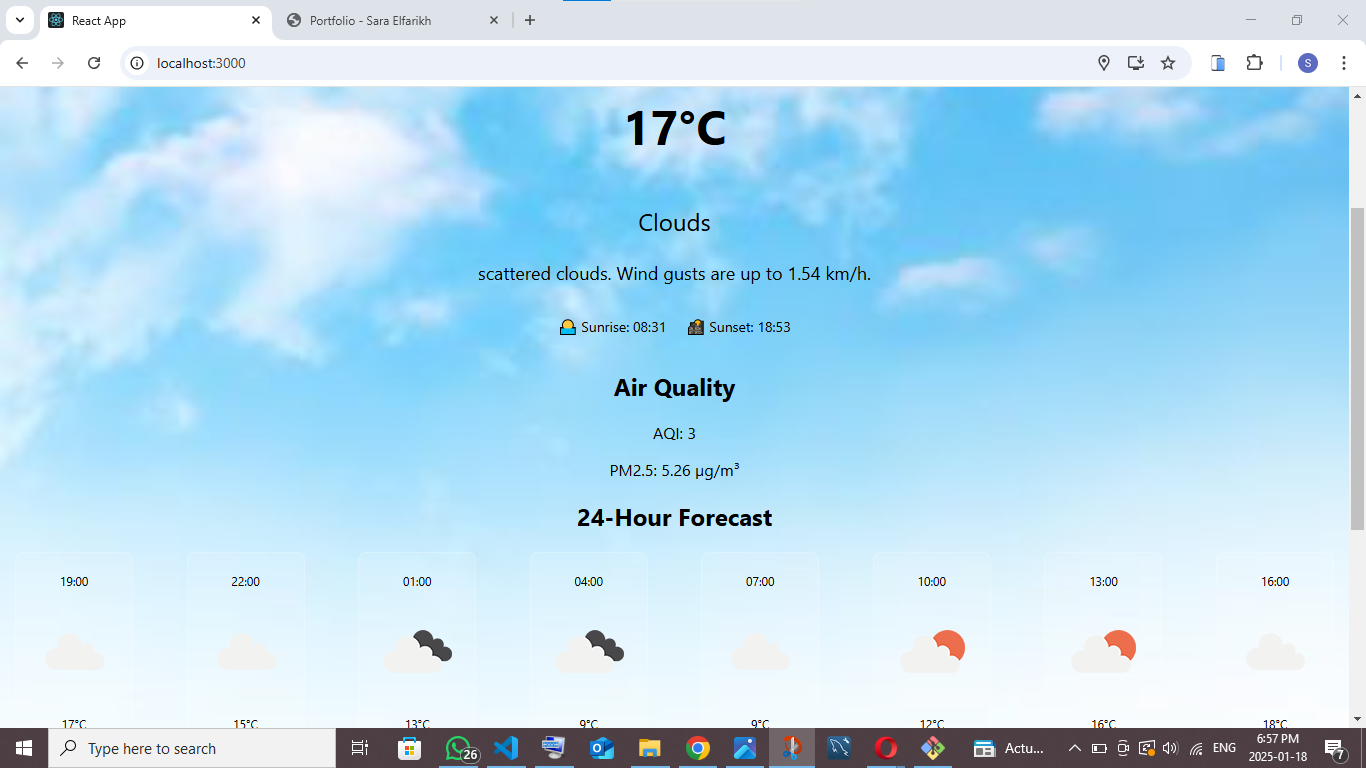 React App
Portfolio - Sara Elfarikh
localhost:3000
S
17°C
Clouds
scattered clouds. Wind gusts are up to 1.54 km/h.
Sunrise: 08:31 Sunset: 18:53
Air Quality
AQI: 3
PM2.5: 5.26 µg/m³
24-Hour Forecast
19:00 22:00 01:00 04:00 07:00 10:00 13:00 16:00
17°C 15°C 13°C 9°C 9°C 12°C 16°C 18°C
Type here to search
26
Actu...
ENG
6:57 PM
2025-01-18
7